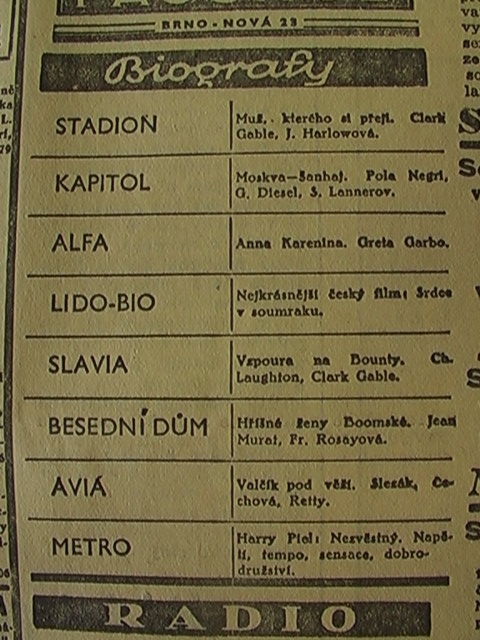 BRNO - NOVÁ 23
Biografy
STADION
Muž, kterého si přejí. Clark
Gable, J. Harlowová.
KAPITOL
Moskva—Šanhaj. Pola Negri,
G. Diesel, S. Lannerov.
ALFA
Anna Karenina. Greta Garbo.
LIDO-BIO
Nejkrásnější český film: Srdce
v soumraku.
SLAVIA
Vzpoura na Bounty. Ch.
Laughton, Clark Gable.
BESEDNÍ DŮM
Hříšné ženy Boomské. Jean
Murat, Fr. Rosayová.
AVIA
Valčík pod věží. Slezák, Če-
chová, Retty.
METRO
Harry Piel: Nezvěstný. Napě-
tí, tempo, sensace, dobro-
družství.
RADIO